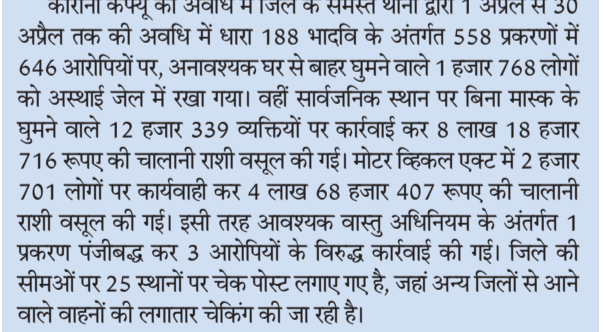 कोरोना कर्फ्यू की अवधि में जिले के समस्त थानों द्वारा 1 अप्रैल से 30
अप्रैल तक की अवधि में धारा 188 भादवि के अंतर्गत 558 प्रकरणों में
646 आरोपियों पर, अनावश्यक घर से बाहर घुमने वाले 1 हजार 768 लोगों
को अस्थाई जेल में रखा गया। वहीं सार्वजनिक स्थान पर बिना मास्क के
घुमने वाले 12 हजार 339 व्यक्तियों पर कार्रवाई कर 8 लाख 18 हजार
716 रूपए की चालानी राशी वसूल की गई। मोटर व्हिकल एक्ट में 2 हजार
701 लोगों पर कार्यवाही कर 4 लाख 68 हजार 407 रूपए की चालानी
राशी वसूल की गई। इसी तरह आवश्यक वास्तु अधिनियम के अंतर्गत 1
प्रकरण पंजीबद्ध कर 3 आरोपियों के विरुद्ध कार्रवाई की गई। जिले की
सीमओं पर 25 स्थानों पर चेक पोस्ट लगाए गए है, जहां अन्य जिलों से आने
वाले वाहनों की लगातार चेकिंग की जा रही है।